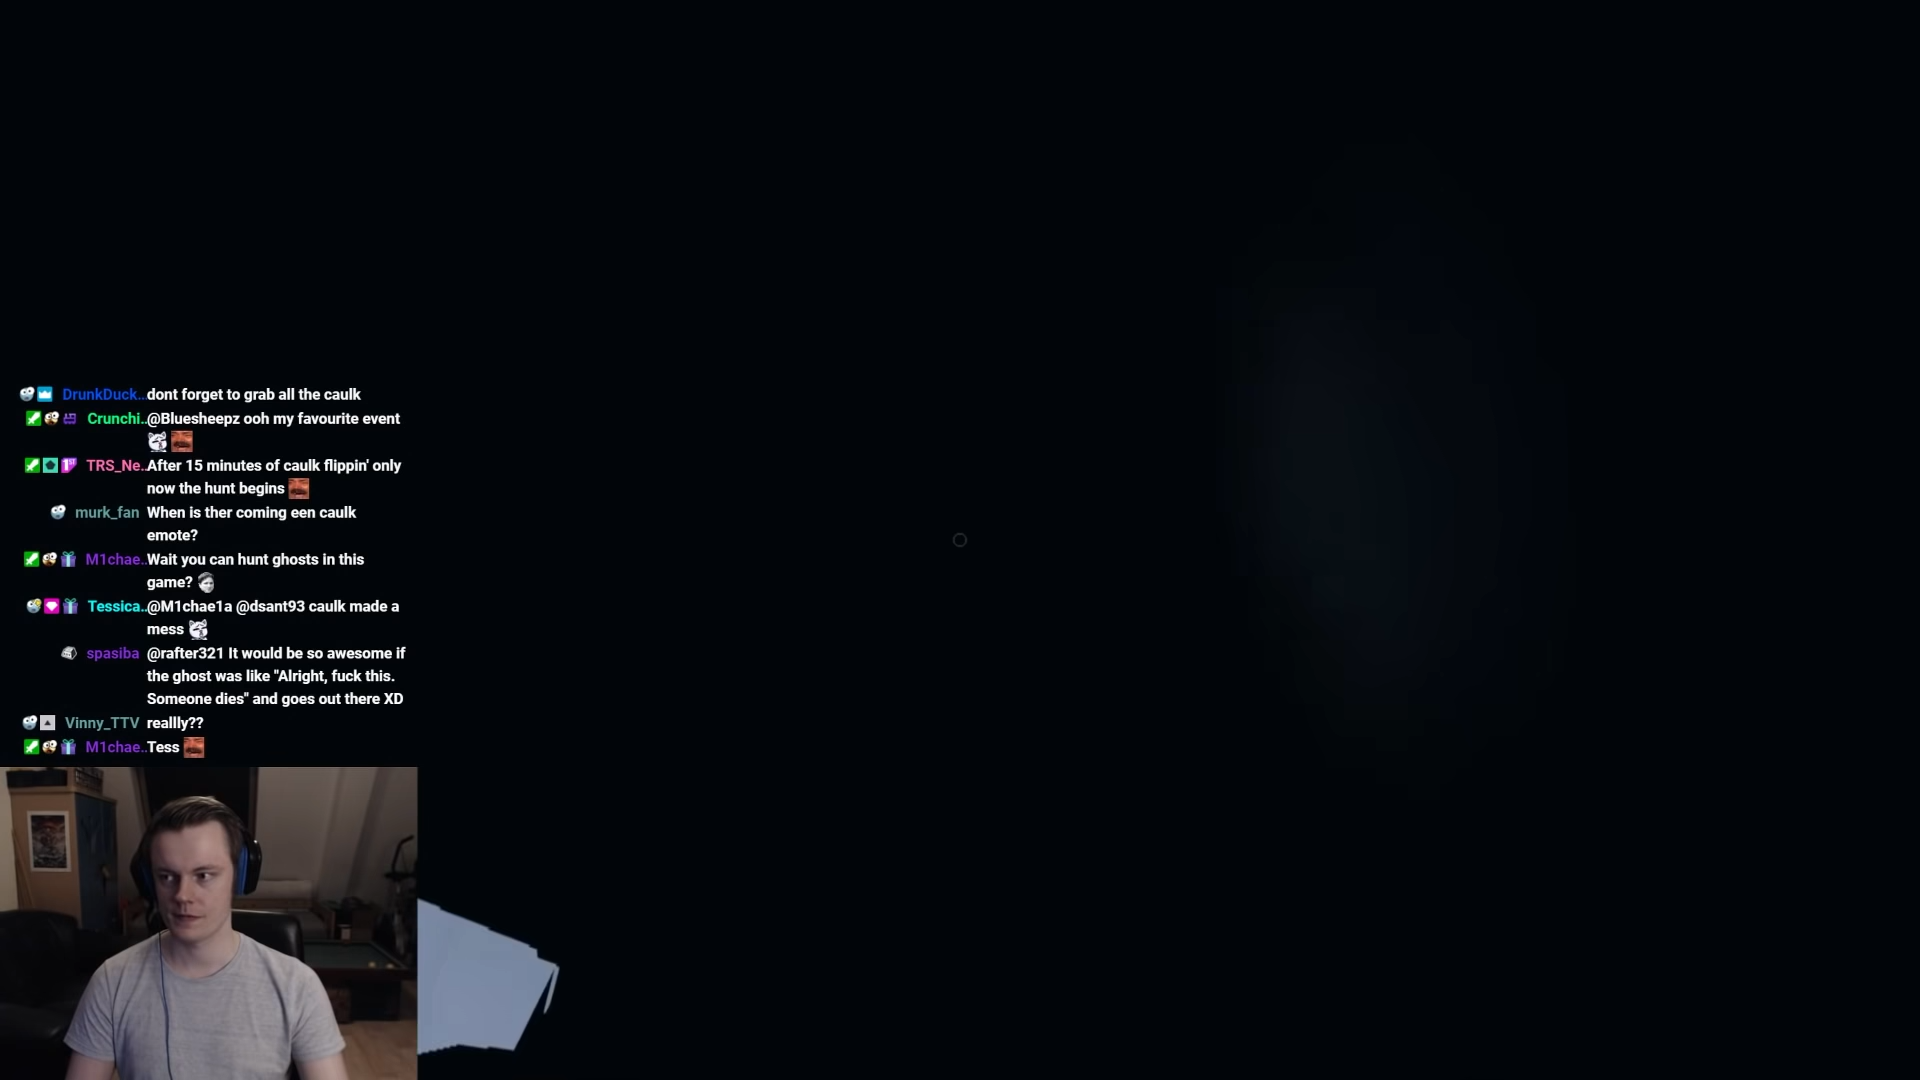 DrunkDuck.. dont forget to grab all the caulk
Crunchi.. @Bluesheepz ooh my favourite event
TRS_Ne.. After 15 minutes of caulk flippin' only
now the hunt begins
murk_fan When is ther coming een caulk
emote?
M1chae.. Wait you can hunt ghosts in this
game?
Tessica.. @M1chae1a @dsant93 caulk made a
mess
spasiba @rafter321 It would be so awesome if
the ghost was like "Alright, fuck this.
Someone dies" and goes out there XD
Vinny_TTV reallly??
M1chae.. Tess